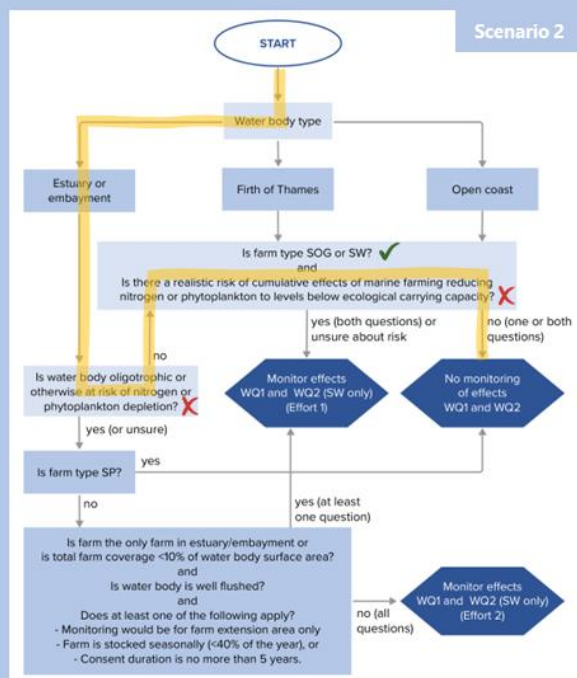 Scenario 2
START
Water body type
Estuary or
embayment
Firth of Thames
Open coast
Is farm type SOG or SW?
and
Is there a realistic risk of cumulative effects of marine farming reducing
nitrogen or phytoplankton to levels below ecological carrying capacity?
yes (both questions) or
unsure about risk
no (one or both
questions)
no
Is water body oligotrophic or
otherwise at risk of nitrogen or
phytoplankton depletion?
Monitor effects
WQ1 and WQ2 (SW only)
(Effort 1)
No monitoring
of effects
WQ1 and WQ2
yes (or unsure)
Is farm type SP?
yes
no
yes (at least
one question)
Is farm the only farm in estuary/embayment or
is total farm coverage <10% of water body surface area?
and
Is water body is well flushed?
and
Does at least one of the following apply?
- Monitoring would be for farm extension area only
- Farm is stocked seasonally (<40% of the year), or
- Consent duration is no more than 5 years.
no (all
questions)
Monitor effects
WQ1 and WQ2 (SW only)
(Effort 2)